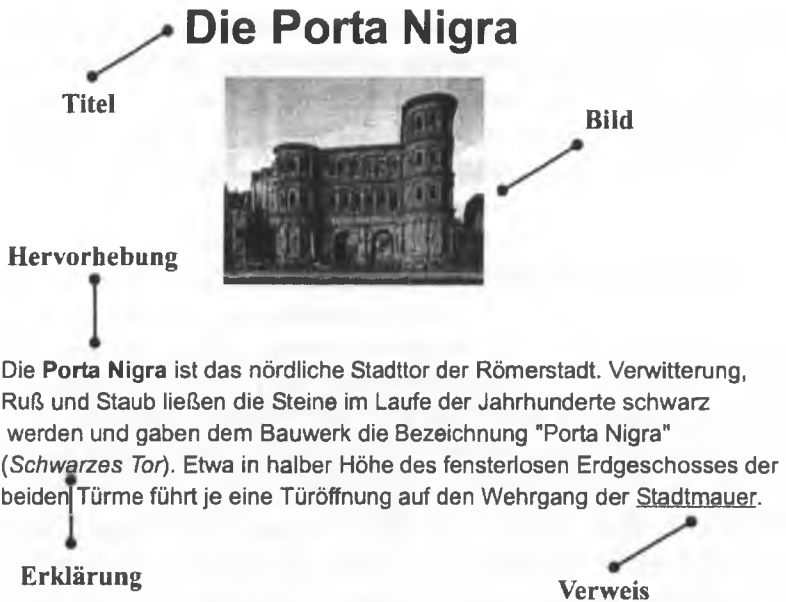 Die Porta Nigra
Titel
Bild
Hervorhebung
Die Porta Nigra ist das nördliche Stadttor der Römerstadt. Verwitterung,
Ruß und Staub ließen die Steine im Laufe der Jahrhunderte schwarz
werden und gaben dem Bauwerk die Bezeichnung "Porta Nigra"
(Schwarzes Tor). Etwa in halber Höhe des fensterlosen Erdgeschosses der
beiden Türme führt je eine Türöffnung auf den Wehrgang der Stadtmauer.
Erklärung
Verweis